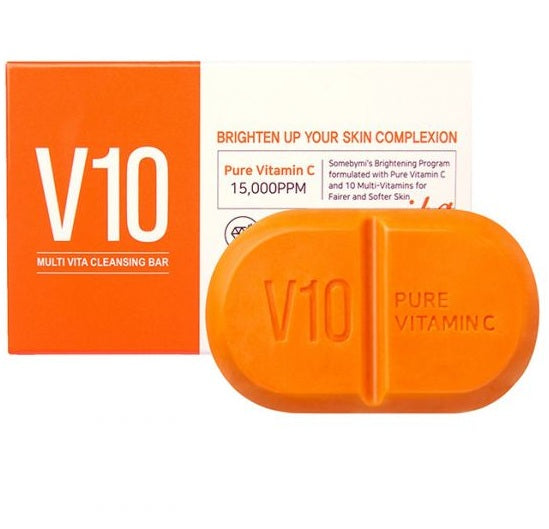 V10
MULTI VITA CLEANSING BAR
BRIGHTEN UP YOUR SKIN COMPLEXION
Pure Vitamin C
15,000PPM
Somebymi's Brightening Program
formulated with Pure Vitamin C
and 10 Multi-Vitamins for
Fairer and Softer Skin
V10
PURE
VITAMIN C